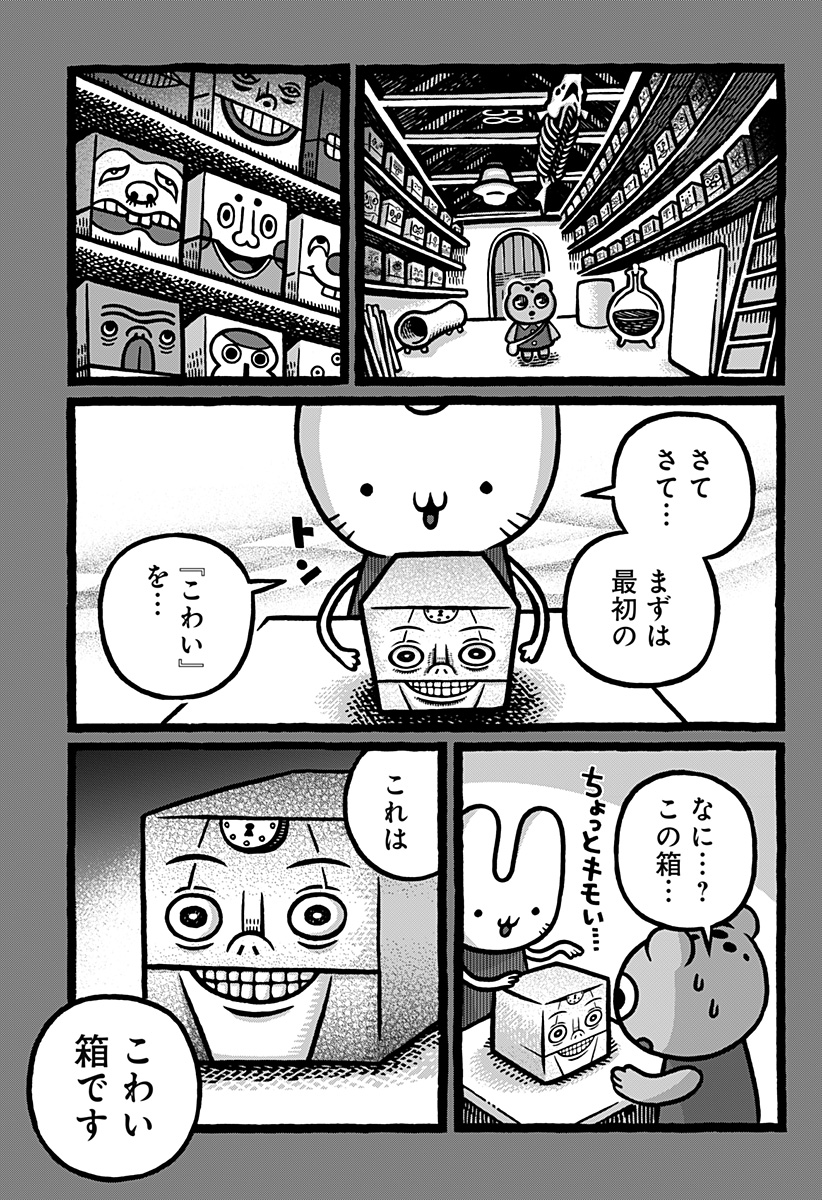 58
さて
さて…
まずは
最初の
トン
『こわい』
を…
なに…?
この箱…
ちょっとキモい…
これは
こわい
箱です